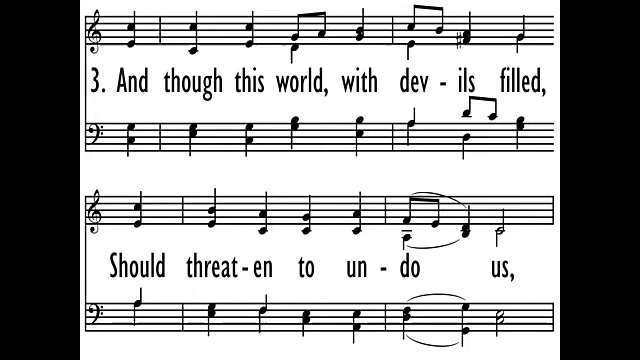 3. And though this world, with dev - ils filled,
Should threat - en to un - do us,